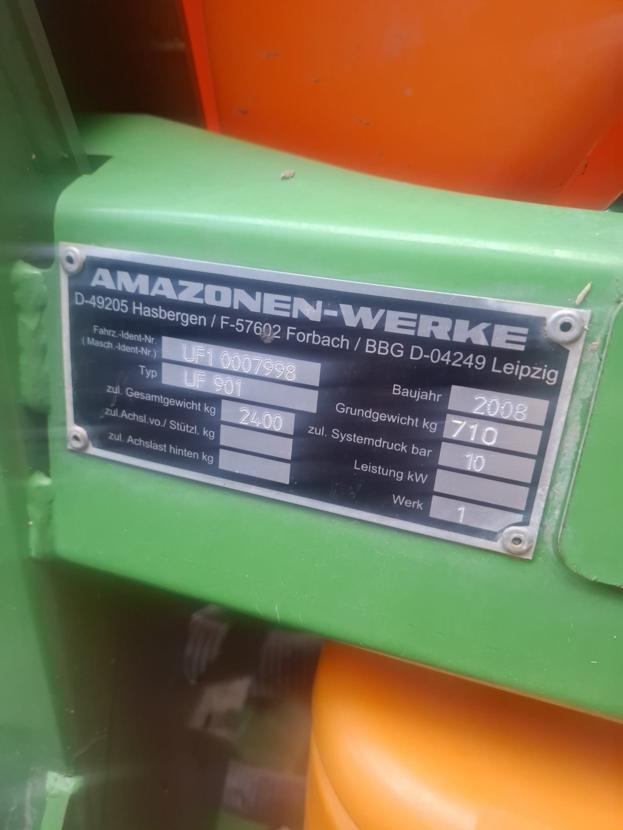 AMAZONEN-WERKE
D-49205 Hasbergen / F-57602 Forbach / BBG D-04249 Leipzig
Fahrz.-Ident-Nr.
(Masch.-Ident-Nr.) UF1 0007998
Typ UF 901
zul. Gesamtgewicht kg 2400
zul.Achsl.vo./ Stützl. kg
zul. Achslast hinten kg
Baujahr 2008
Grundgewicht kg 710
zul. Systemdruck bar 10
Leistung kW
Werk 1